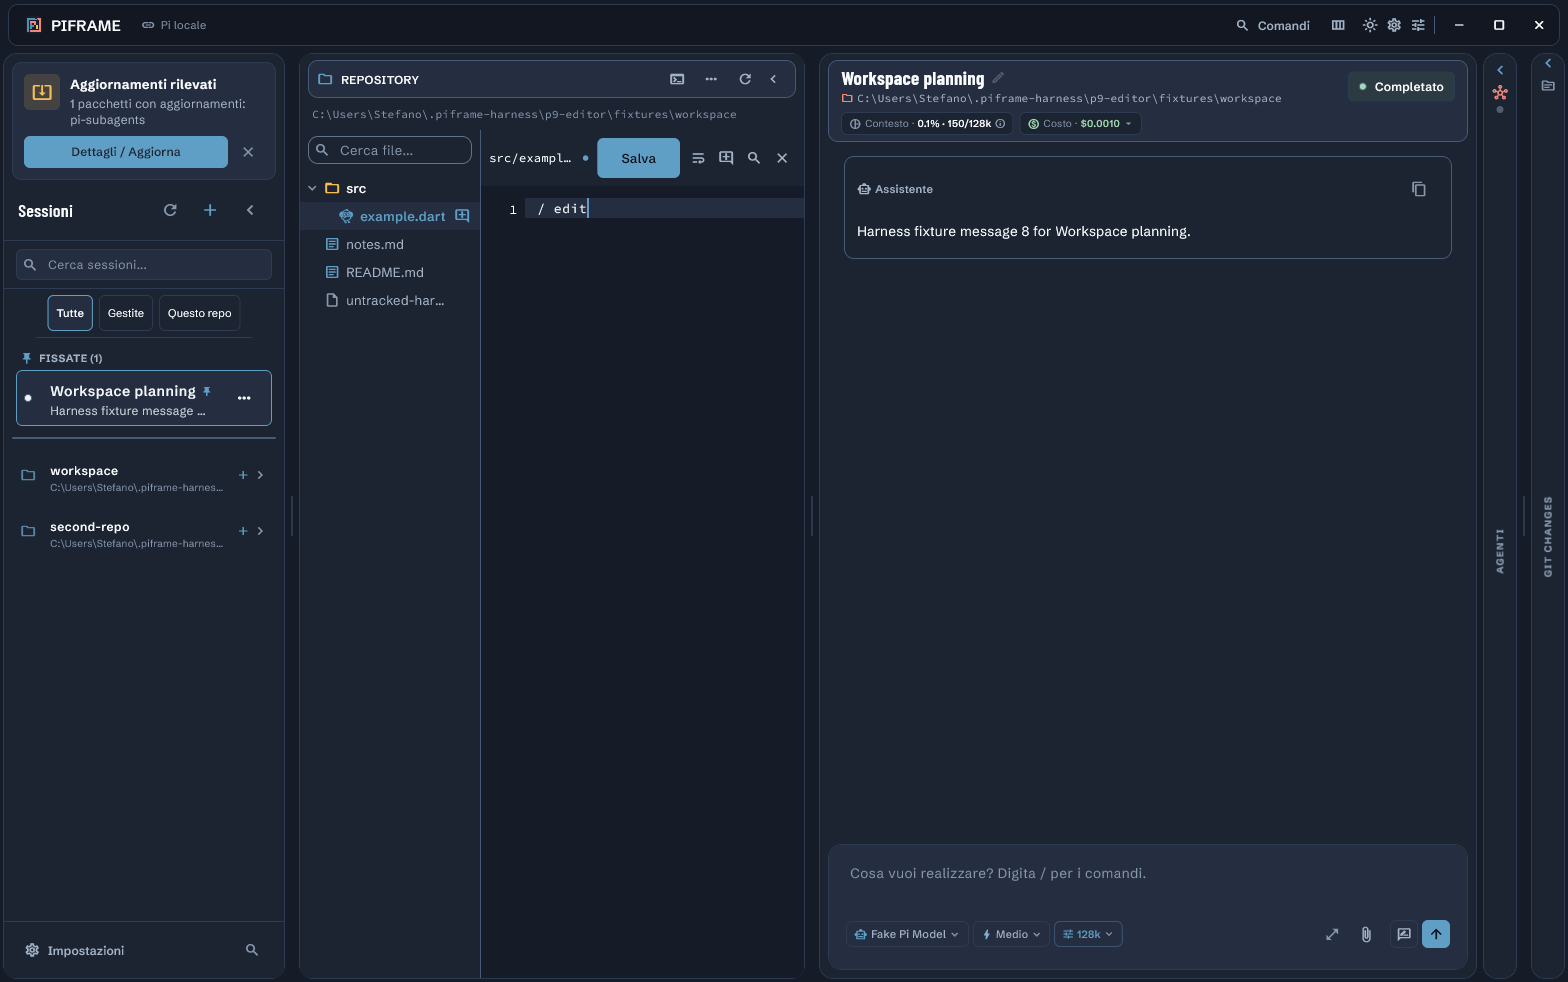 PIFRAME
Pi locale
Comandi
Aggiornamenti rilevati
1 pacchetti con aggiornamenti:
pi-subagents
Dettagli / Aggiorna
Sessioni
Cerca sessioni...
Tutte
Gestite
Questo repo
FISSATE (1)
Workspace planning
Harness fixture message ...
workspace
C:\Users\Stefano\.piframe-harnes...
second-repo
C:\Users\Stefano\.piframe-harnes...
Impostazioni
REPOSITORY
C:\Users\Stefano\.piframe-harness\p9-editor\fixtures\workspace
Cerca file...
src
example.dart
notes.md
README.md
untracked-har...
src/exampl…
Salva
1 / edit
Workspace planning
C:\Users\Stefano\.piframe-harness\p9-editor\fixtures\workspace
Contesto · 0.1% • 150/128k
Costo · $0.0010
Completato
Assistente
Harness fixture message 8 for Workspace planning.
Cosa vuoi realizzare? Digita / per i comandi.
Fake Pi Model
Medio
128k
AGENTI
GIT CHANGES